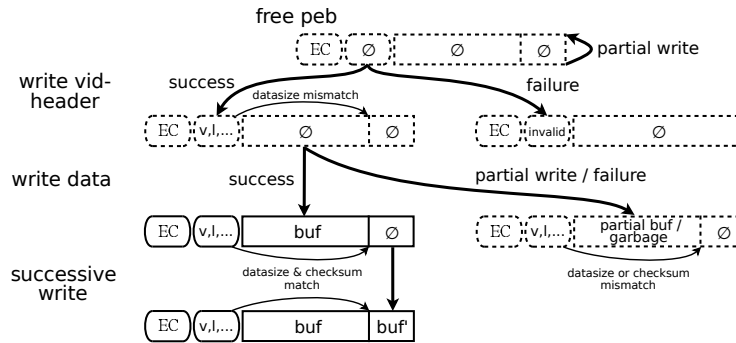 free peb
EC ∅ ∅ ∅
partial write
write vid-
header
success
failure
datasize mismatch
EC v,l,... ∅ ∅
EC invalid ∅
write data
success
partial write / failure
EC v,l,... buf ∅
EC v,l,... partial buf /
garbage ∅
datasize & checksum
match
datasize or checksum
mismatch
successive
write
EC v,l,... buf buf'